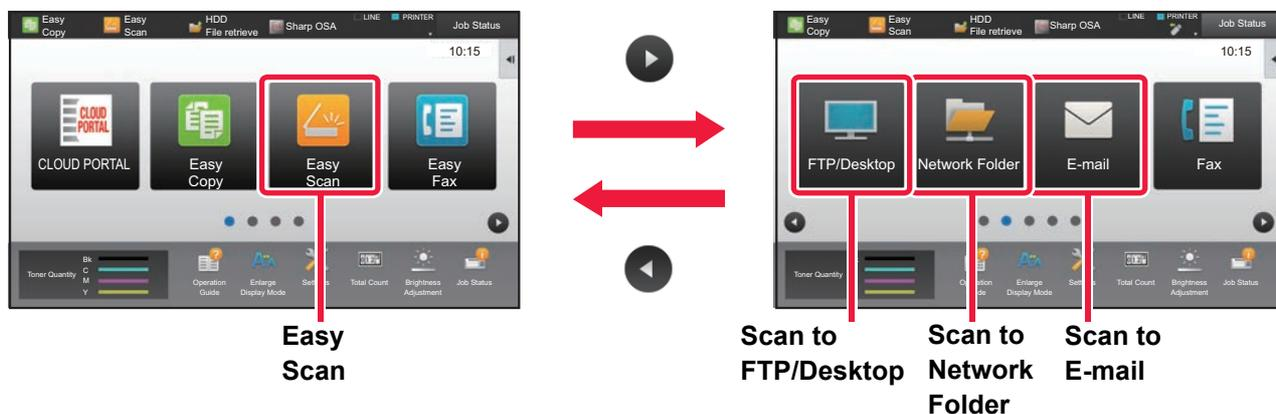 Easy
Copy
Easy
Scan
HDD
File retrieve
Sharp OSA
LINE
PRINTER
Job Status
10:15
CLOUD
PORTAL
CLOUD PORTAL
Easy
Copy
Easy
Scan
Easy
Fax
Toner Quantity
Bk
C
M
Y
Operation
Guide
Enlarge
Display Mode
Total Count
Brightness
Adjustment
Job Status
Easy
Scan
Easy
Copy
Easy
Scan
HDD
File retrieve
Sharp OSA
LINE
PRINTER
Job Status
10:15
FTP/Desktop
Network Folder
E-mail
Fax
Toner Quantity
Enlarge
Display Mode
Total Count
Brightness
Adjustment
Job Status
Scan to
FTP/Desktop
Scan to
Network
Folder
Scan to
E-mail